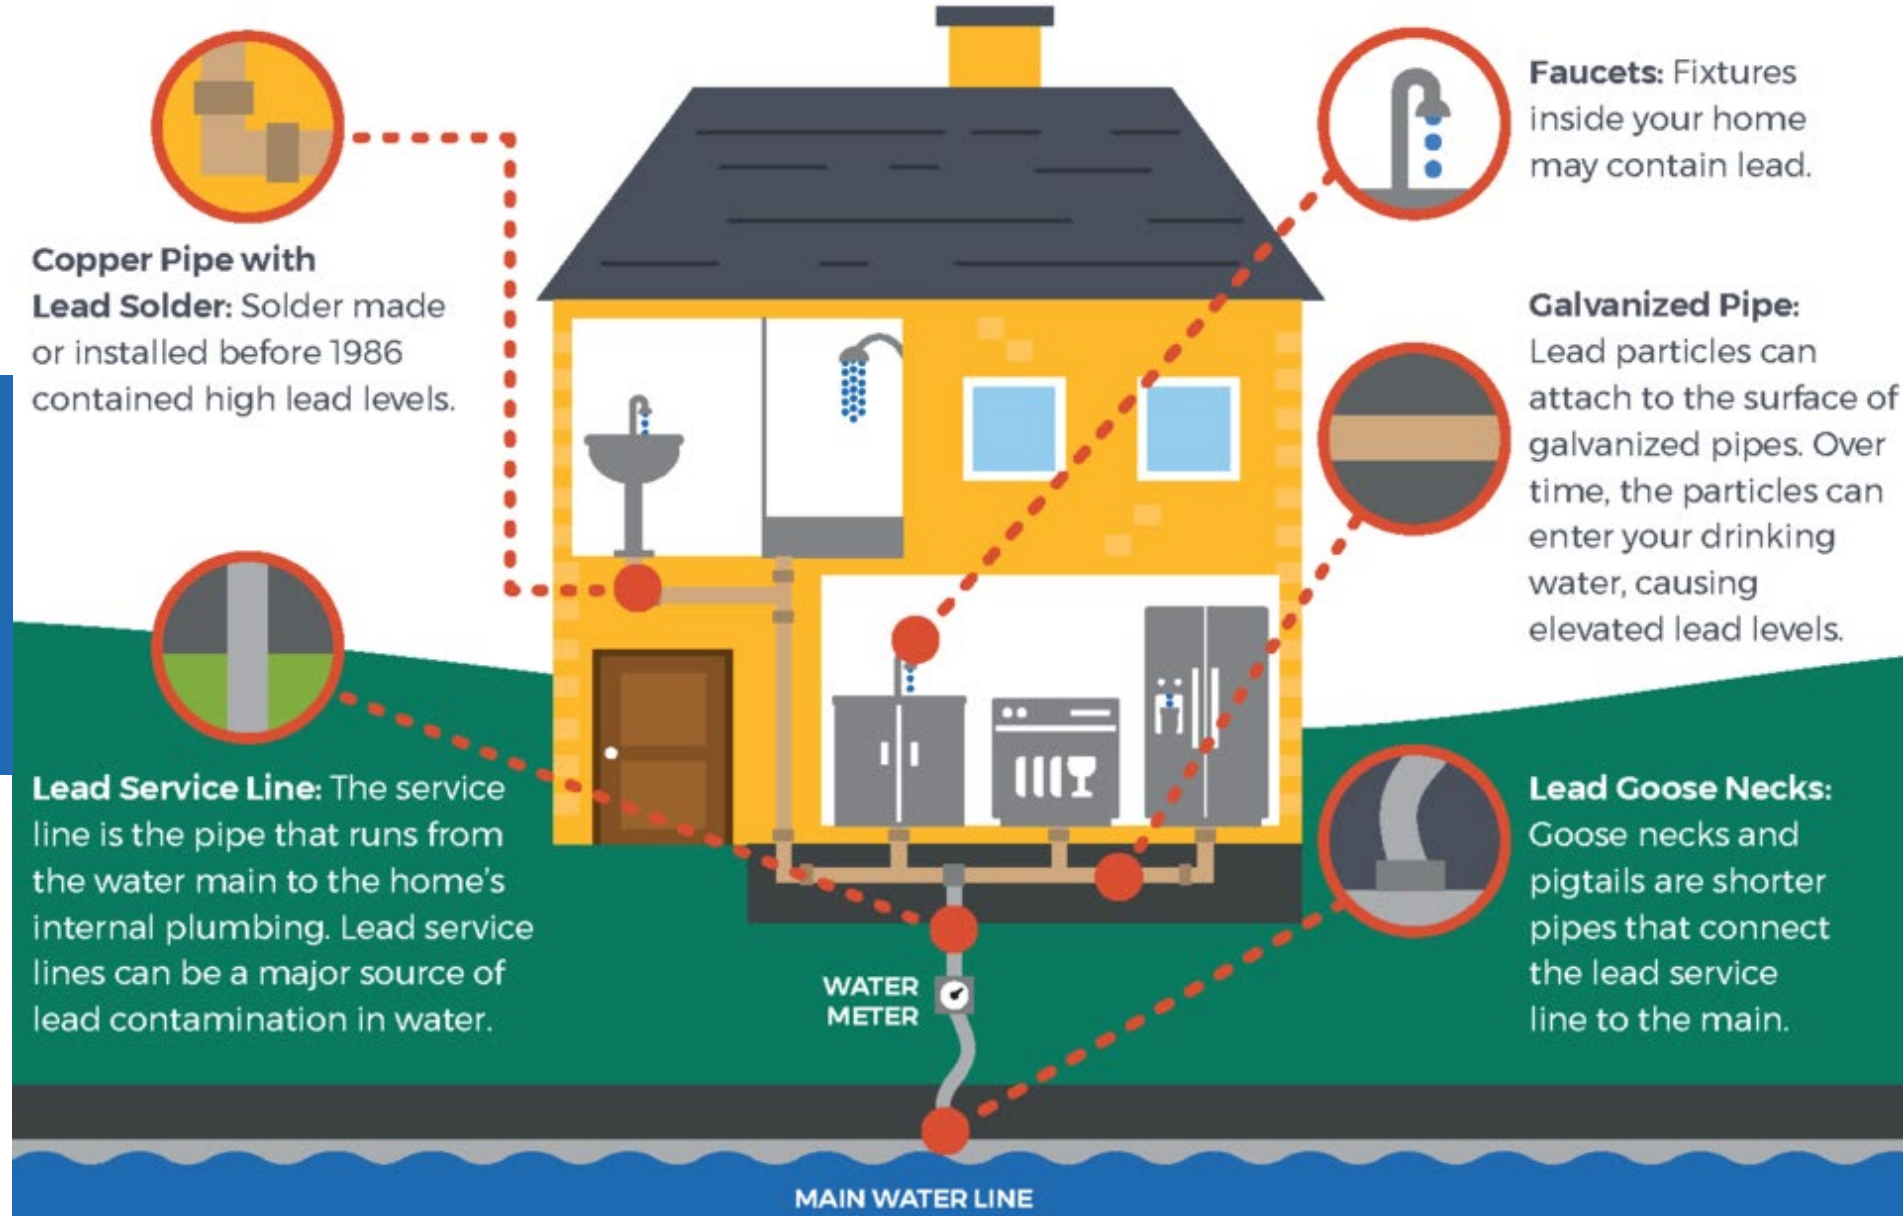 Copper Pipe with
Lead Solder: Solder made
or installed before 1986
contained high lead levels.
Lead Service Line: The service
line is the pipe that runs from
the water main to the home's
internal plumbing. Lead service
lines can be a major source of
lead contamination in water.
Faucets: Fixtures
inside your home
may contain lead.
Galvanized Pipe:
Lead particles can
attach to the surface of
galvanized pipes. Over
time, the particles can
enter your drinking
water, causing
elevated lead levels.
Lead Goose Necks:
Goose necks and
pigtails are shorter
pipes that connect
the lead service
line to the main.
WATER
METER
MAIN WATER LINE